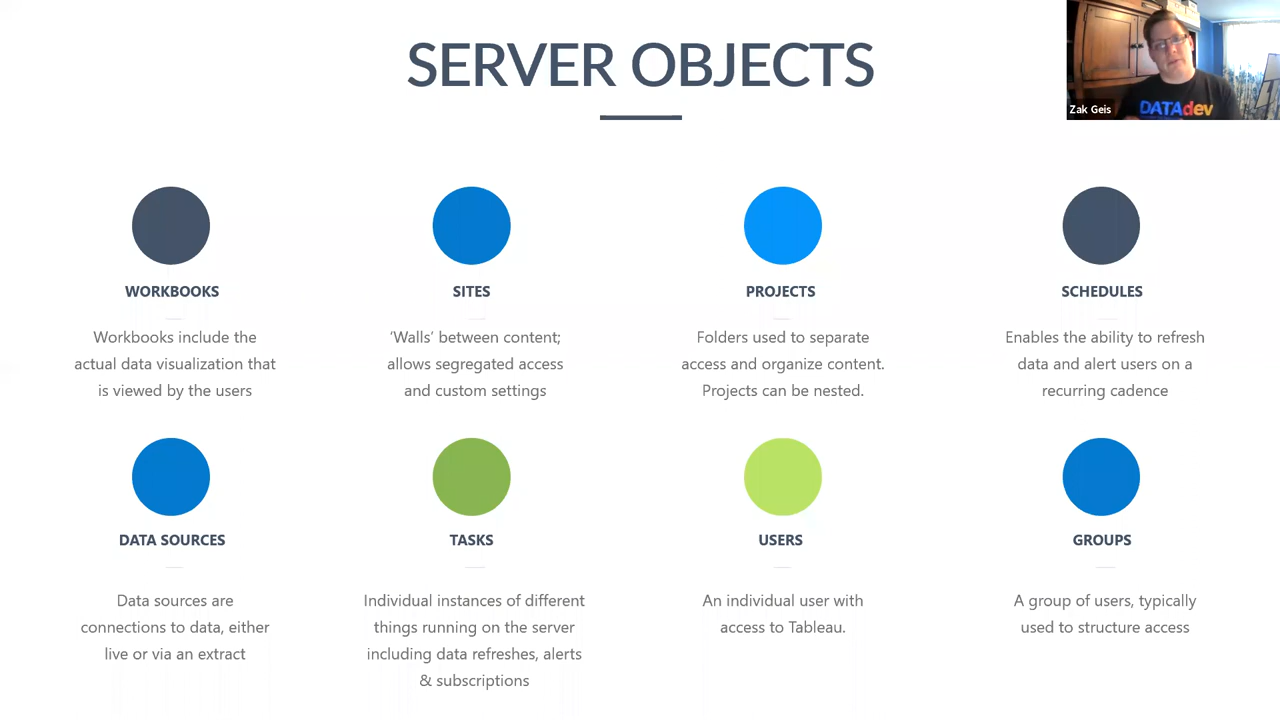 SERVER OBJECTS
Zak Geis
DATAdev
WORKBOOKS
Workbooks include the
actual data visualization that
is viewed by the users
SITES
‘Walls’ between content;
allows segregated access
and custom settings
PROJECTS
Folders used to separate
access and organize content.
Projects can be nested.
SCHEDULES
Enables the ability to refresh
data and alert users on a
recurring cadence
DATA SOURCES
Data sources are
connections to data, either
live or via an extract
TASKS
Individual instances of different
things running on the server
including data refreshes, alerts
& subscriptions
USERS
An individual user with
access to Tableau.
GROUPS
A group of users, typically
used to structure access